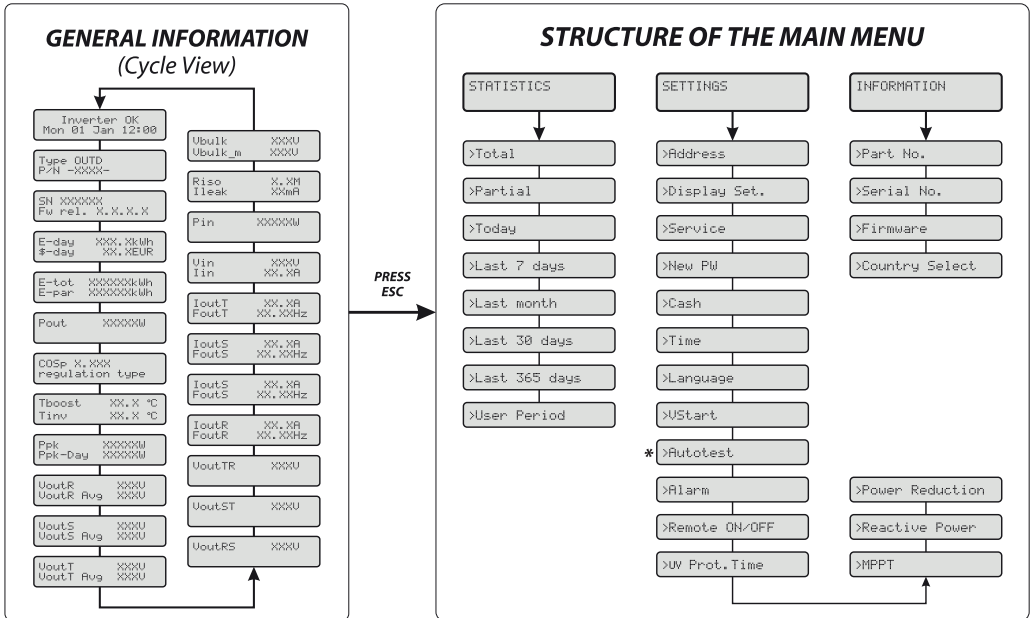 GENERAL INFORMATION
(Cycle View)
Inverter OK
Mon 01 Jan 12:00
Type OUTD
P/N -XXXX-
SN XXXXXX
Fw rel. X.X.X.X
E-day XXX.XkWh
$-day XX.XEUR
E-tot XXXXXXkWh
E-par XXXXXXkWh
Pout XXXXXW
COSp X.XXX
regulation type
Tboost XX.X °C
Tinv XX.X °C
Ppk XXXXXW
Ppk-Day XXXXXW
VoutR XXXV
VoutR Avg XXXV
VoutS XXXV
VoutS Avg XXXV
VoutT XXXV
VoutT Avg XXXV
Vbulk XXXV
Vbulk_m XXXV
Riso X.XM
Ileak XXmA
Pin XXXXXW
Vin XXXV
Iin XX.XA
IoutT XX.XA
FoutT XX.XXHz
IoutS XX.XA
FoutS XX.XXHz
IoutS XX.XA
FoutS XX.XXHz
IoutR XX.XA
FoutR XX.XXHz
VoutTR XXXV
VoutST XXXV
VoutRS XXXV
PRESS
ESC
STRUCTURE OF THE MAIN MENU
STATISTICS
>Total
>Partial
>Today
>Last 7 days
>Last month
>Last 30 days
>Last 365 days
>User Period
SETTINGS
>Address
>Display Set.
>Service
>New PW
>Cash
>Time
>Language
>VStart
* >Autotest
>Alarm
>Remote ON/OFF
>UV Prot.Time
INFORMATION
>Part No.
>Serial No.
>Firmware
>Country Select
>Power Reduction
>Reactive Power
>MPPT